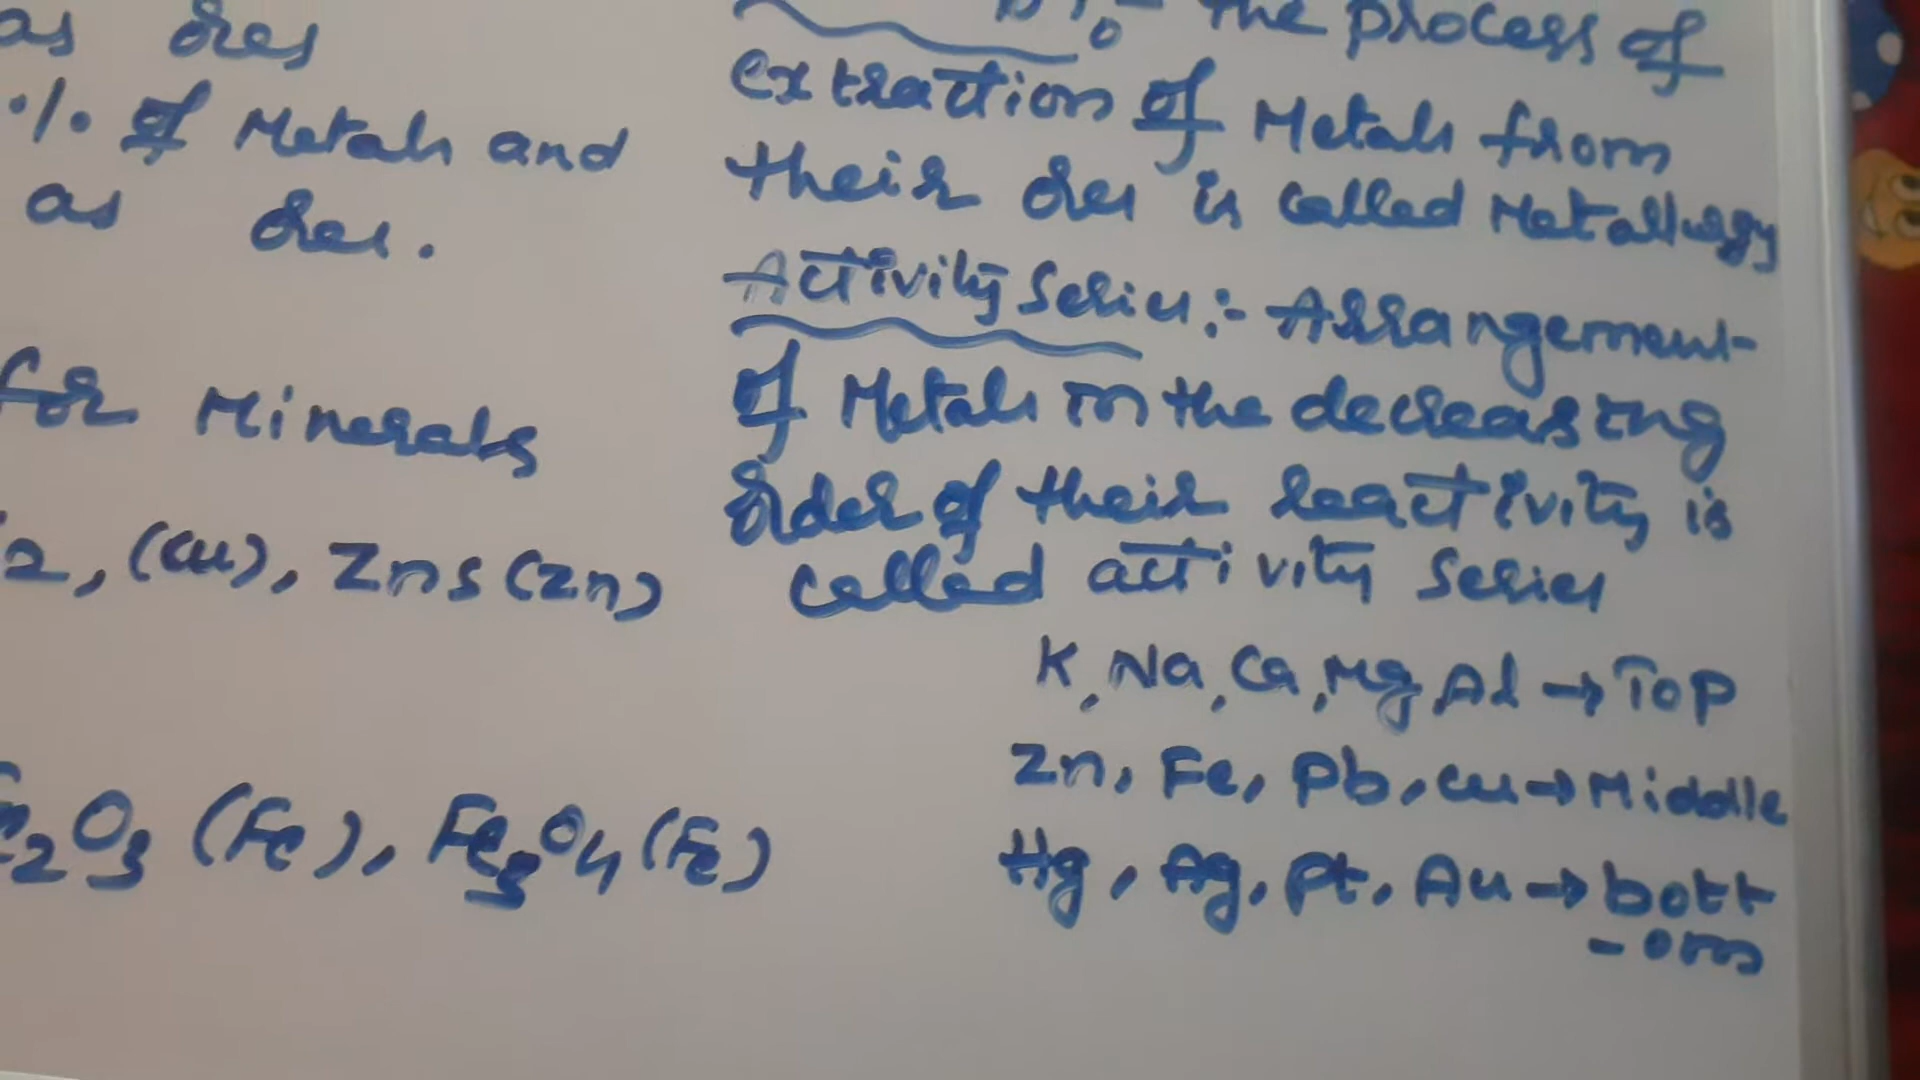 as ores
% of Metals and
as ores.
for Minerals
2, (Cu), ZnS (Zn)
2O3 (Fe), Fe3O4 (Fe)
the process of
extraction of Metals from
their ores is called Metallurgy
Activity Series:- Arrangement
of Metals in the decreasing
order of their reactivity is
called activity series
K, Na, Ca, Mg, Al → TOP
Zn, Fe, Pb, Cu → Middle
Hg, Ag, Pt, Au → bott
- om